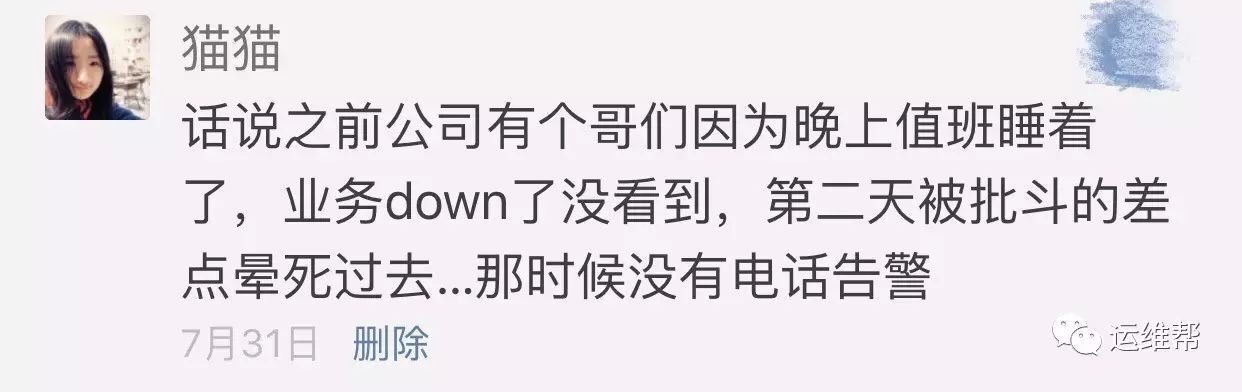 猫猫
话说之前公司有个哥们因为晚上值班睡着
了，业务down了没看到，第二天被批斗的差
点晕死过去...那时候没有电话告警
7月31日 删除
运维帮